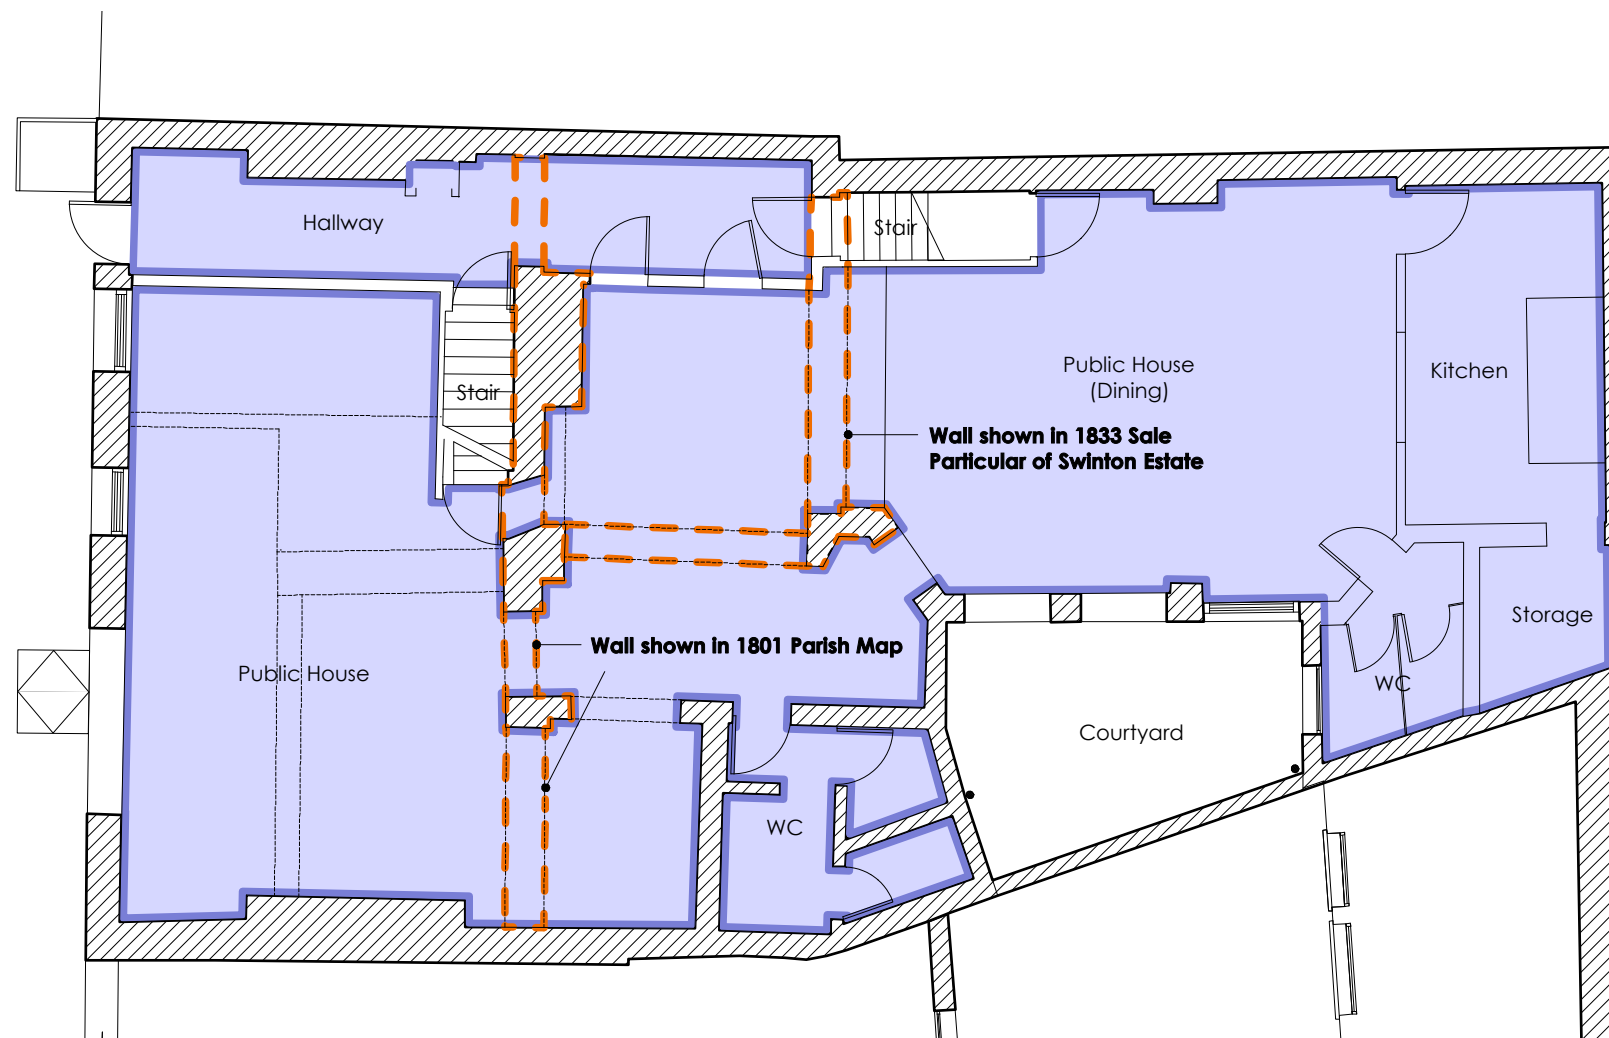 Hallway
Stair
Public House
(Dining)
Kitchen
Stair
Wall shown in 1833 Sale
Particular of Swinton Estate
Storage
Wall shown in 1801 Parish Map
Public House
WC
Courtyard
WC